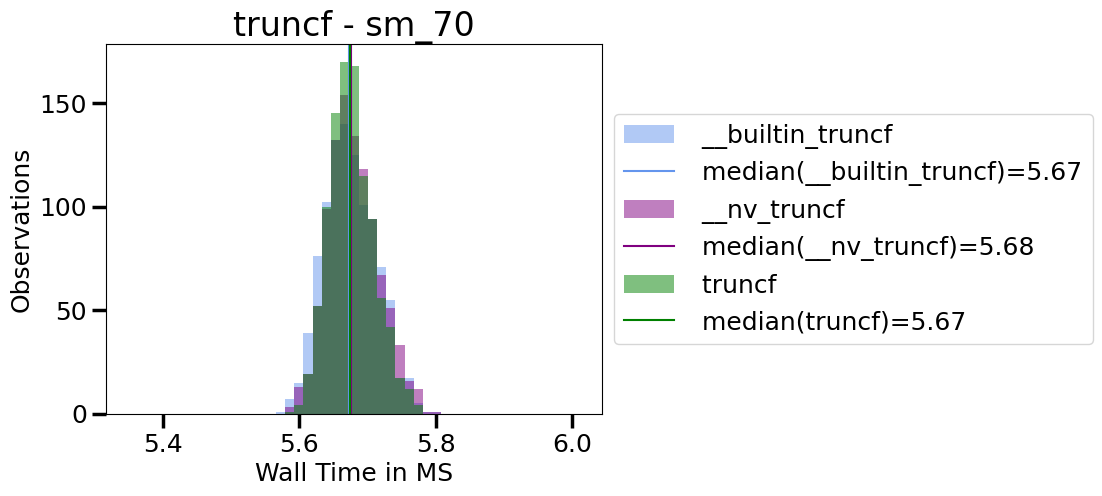 truncf - sm_70
Observations
150
100
50
0
5.4
5.6
5.8
6.0
Wall Time in MS
__builtin_truncf
median(__builtin_truncf)=5.67
__nv_truncf
median(__nv_truncf)=5.68
truncf
median(truncf)=5.67